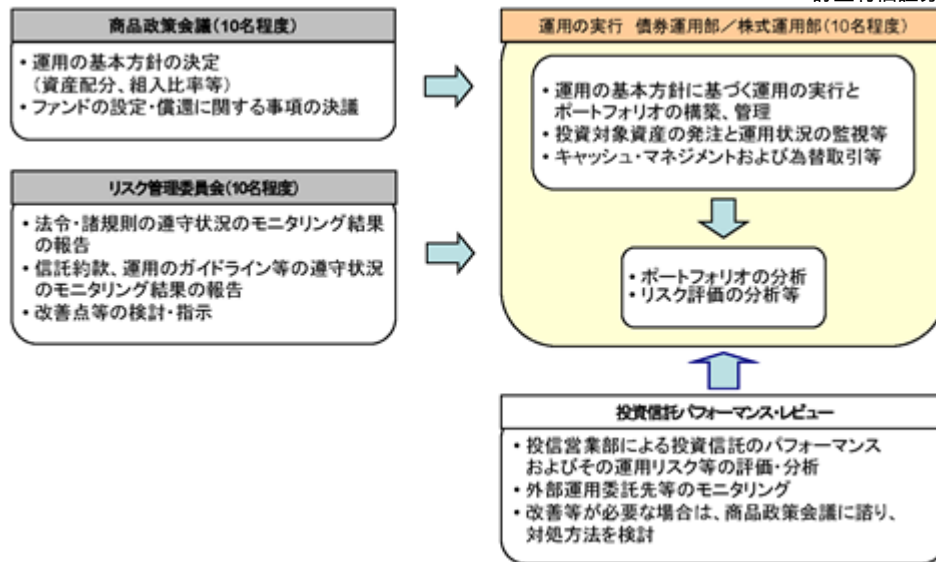 商品政策会議(10名程度)
・運用の基本方針の決定
(資産配分、組入比率等)
・ファンドの設定・償還に関する事項の決議
リスク管理委員会(10名程度)
・法令・諸規則の遵守状況のモニタリング結果
の報告
・信託約款、運用のガイドライン等の遵守状況
のモニタリング結果の報告
・改善点等の検討・指示
運用の実行 債券運用部/株式運用部(10名程度)
・運用の基本方針に基づく運用の実行と
ポートフォリオの構築、管理
・投資対象資産の発注と運用状況の監視等
・キャッシュ・マネジメントおよび為替取引等
・ポートフォリオの分析
・リスク評価の分析等
投資信託パフォーマンス・レビュー
・投信営業部による投資信託のパフォーマンス
およびその運用リスク等の評価・分析
・外部運用委託先等のモニタリング
・改善等が必要な場合は、商品政策会議に諮り、
対処方法を検討